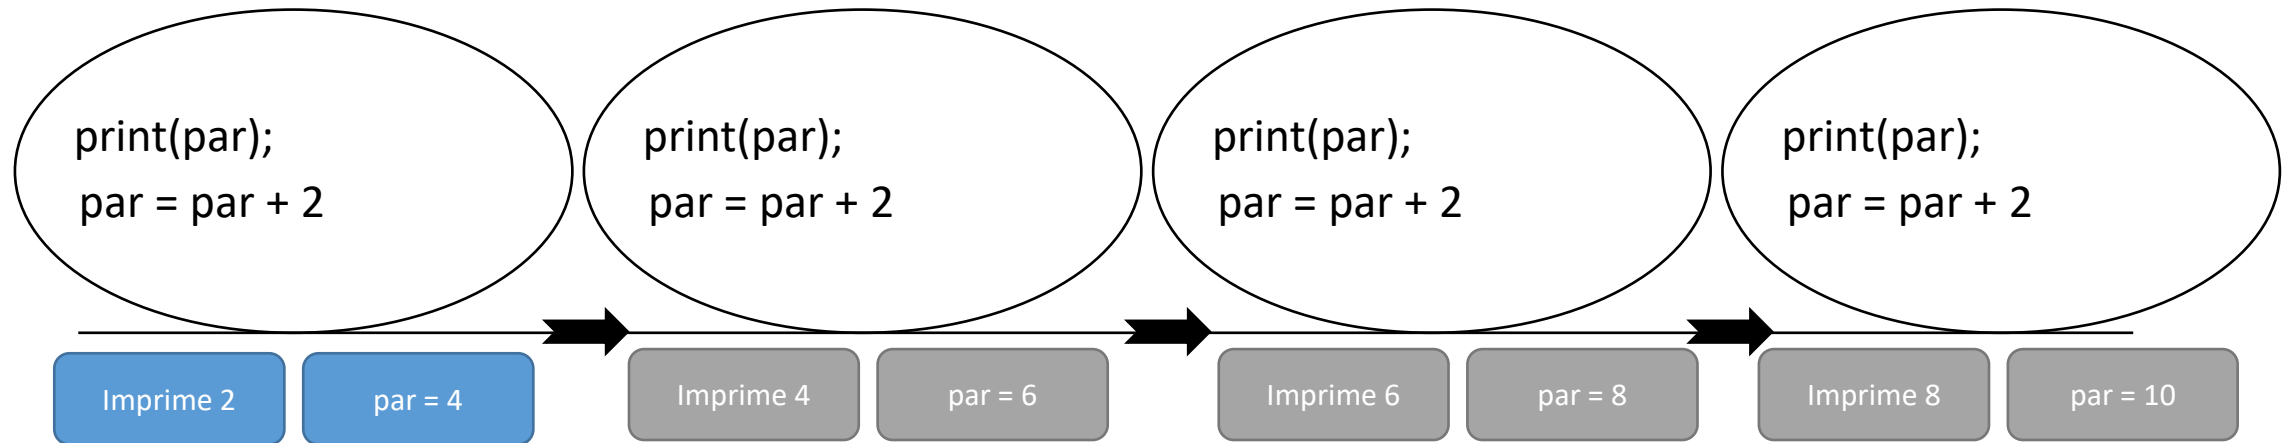 print(par);
par = par + 2
print(par);
par = par + 2
print(par);
par = par + 2
print(par);
par = par + 2
Imprime 2
par = 4
Imprime 4
par = 6
Imprime 6
par = 8
Imprime 8
par = 10